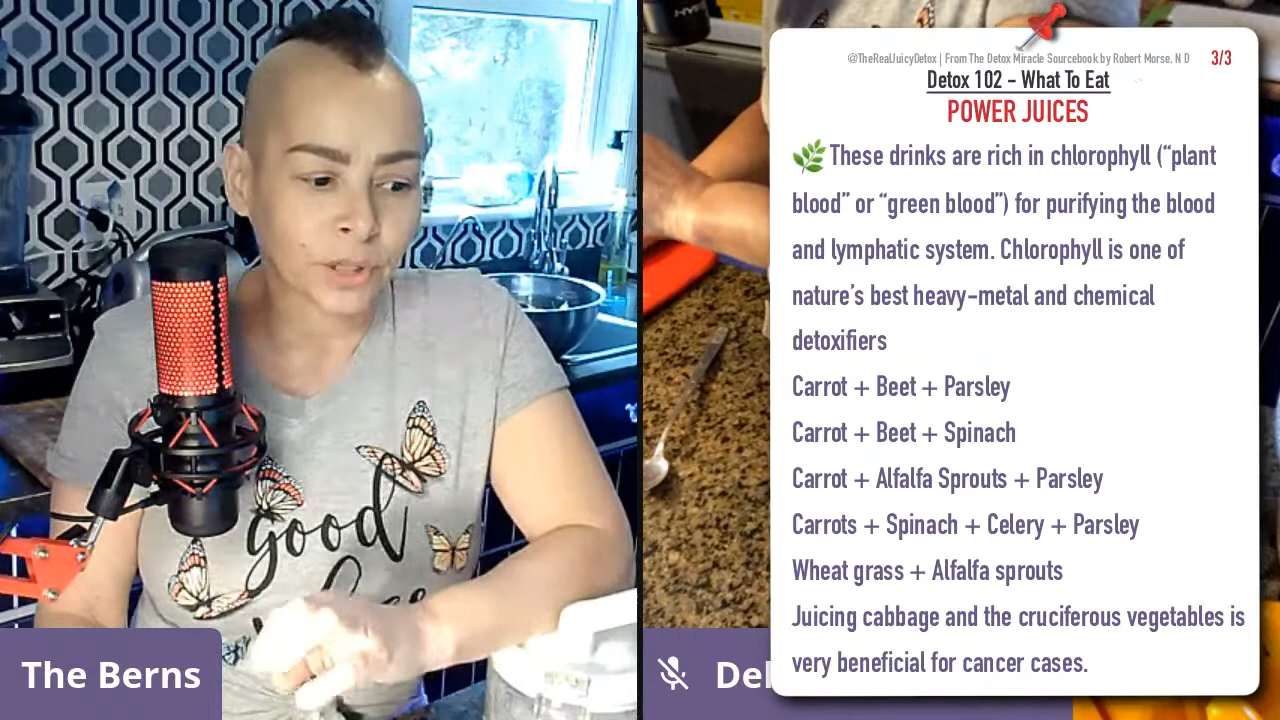 @TheRealJuicyDetox | From The Detox Miracle Sourcebook by Robert Morse, N D
3/3
Detox 102 - What To Eat
POWER JUICES
These drinks are rich in chlorophyll (“plant
blood” or “green blood”) for purifying the blood
and lymphatic system. Chlorophyll is one of
nature’s best heavy-metal and chemical
detoxifiers
Carrot + Beet + Parsley
Carrot + Beet + Spinach
Carrot + Alfalfa Sprouts + Parsley
Carrots + Spinach + Celery + Parsley
Wheat grass + Alfalfa sprouts
Juicing cabbage and the cruciferous vegetables is
very beneficial for cancer cases.
good
The Berns